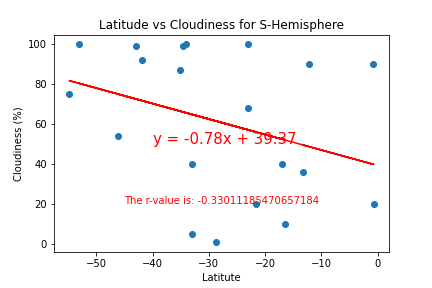 Latitude vs Cloudiness for S-Hemisphere
100
80
60
40
20
0
Cloudiness (%)
y = -0.78x + 39.37
The r-value is: -0.33011185470657184
−50
−40
−30
−20
−10
0
Latitute